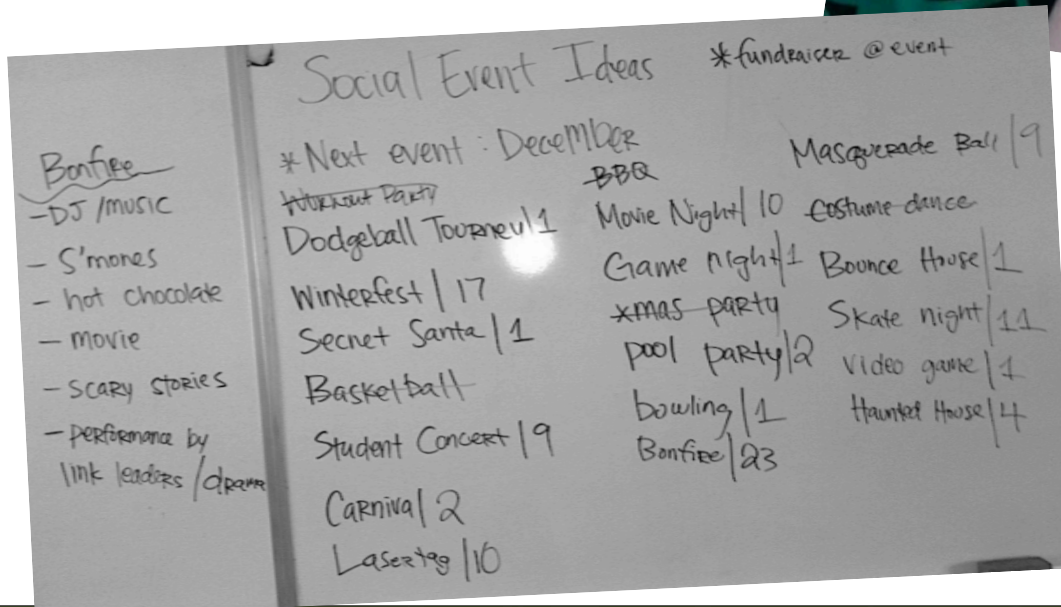 Social Event Ideas
*fundraiser @ event
Bonfire
- DJ /music
- S'mores
- hot chocolate
- movie
- scary stories
- performance by
link leaders /drama
*Next event : December
Workout Party
Dodgeball Tourney|1
Winterfest | 17
Secret Santa | 1
Basketball
Student Concert | 9
Carnival 2
Lasertag |10
BBQ
Movie Night| 10
Game night|1
xmas party
pool party|2
bowling |1
Bonfire|23
Masquerade Ball |9
Costume dance
Bounce House|1
Skate night|11
video game |1
Haunted House|4